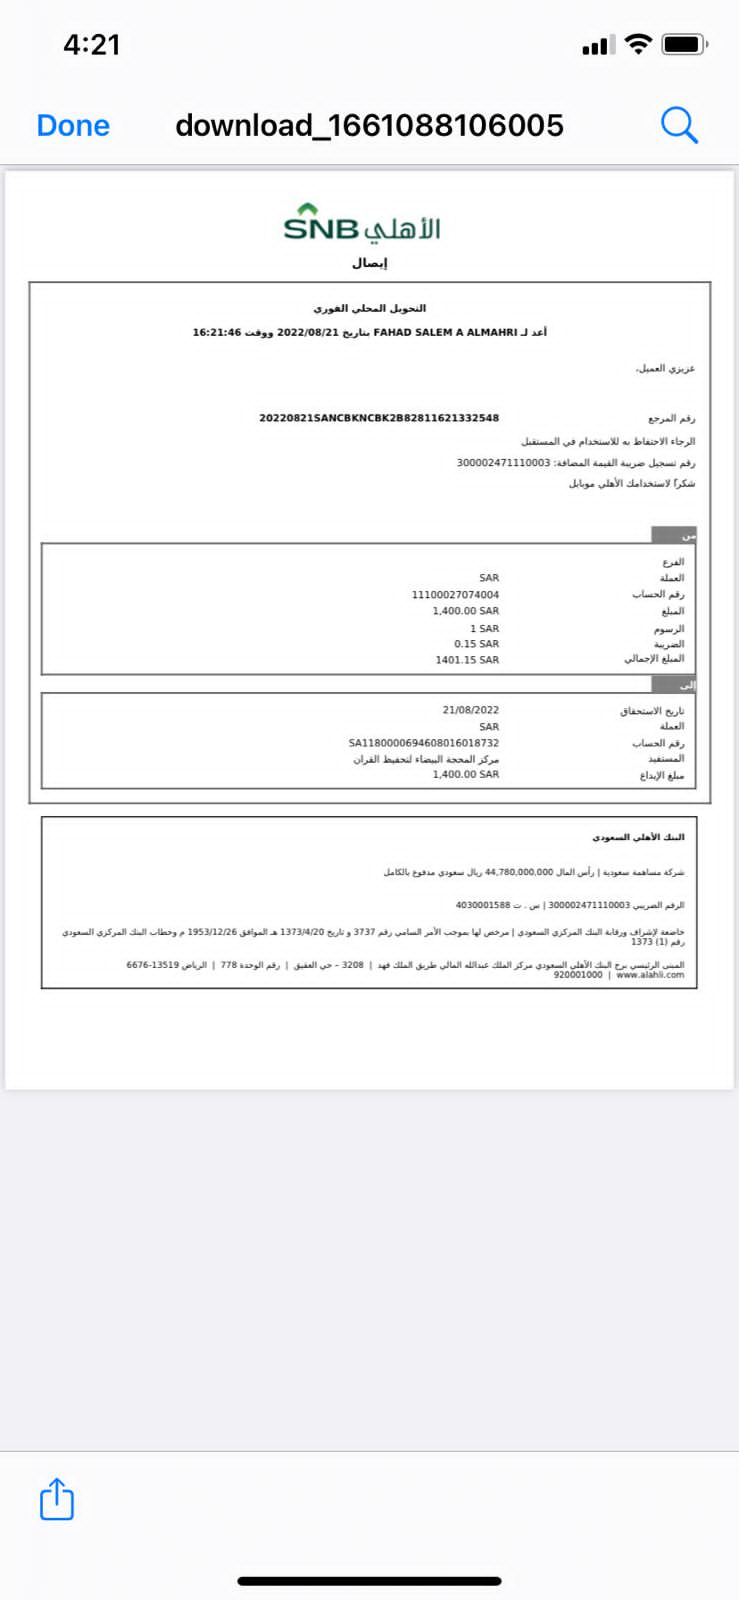 4:21
Done
download_1661088106005
SNB الأهلي
إيصال
التحويل المحلي الفوري
أعد لـ FAHAD SALEM A ALMAHRI بتاريخ 2022/08/21 ووقت 16:21:46
عزيزي العميل،
رقم المرجع 20220821SANCBKNCBK2B82811621332548
الرجاء الاحتفاظ به للاستخدام في المستقبل
رقم تسجيل ضريبة القيمة المضافة: 300002471110003
شكراً لاستخدامك الأهلي موبايل
من
الفرع
العملة SAR
رقم الحساب 11100027074004
المبلغ 1,400.00 SAR
الرسوم 1 SAR
الضريبة 0.15 SAR
المبلغ الإجمالي 1401.15 SAR
إلى
تاريخ الاستحقاق 21/08/2022
العملة SAR
رقم الحساب SA1180000694608016018732
المستفيد مركز المحجة البيضاء لتحفيظ القران
مبلغ الإيداع 1,400.00 SAR
البنك الأهلي السعودي
شركة مساهمة سعودية | رأس المال 44,780,000,000 ريال سعودي مدفوع بالكامل
الرقم الضريبي 300002471110003 | س . ت 4030001588
خاضعة لإشراف ورقابة البنك المركزي السعودي | مرخص لها بموجب الأمر السامي رقم 3737 و تاريخ 1373/4/20 هـ الموافق 1953/12/26 م وخطاب البنك المركزي السعودي
رقم (1) 1373
المبنى الرئيسي برج البنك الأهلي السعودي مركز الملك عبدالله المالي طريق الملك فهد | 3208 - حي العقيق | رقم الوحدة 778 | الرياض 13519-6676
920001000 | www.alahli.com